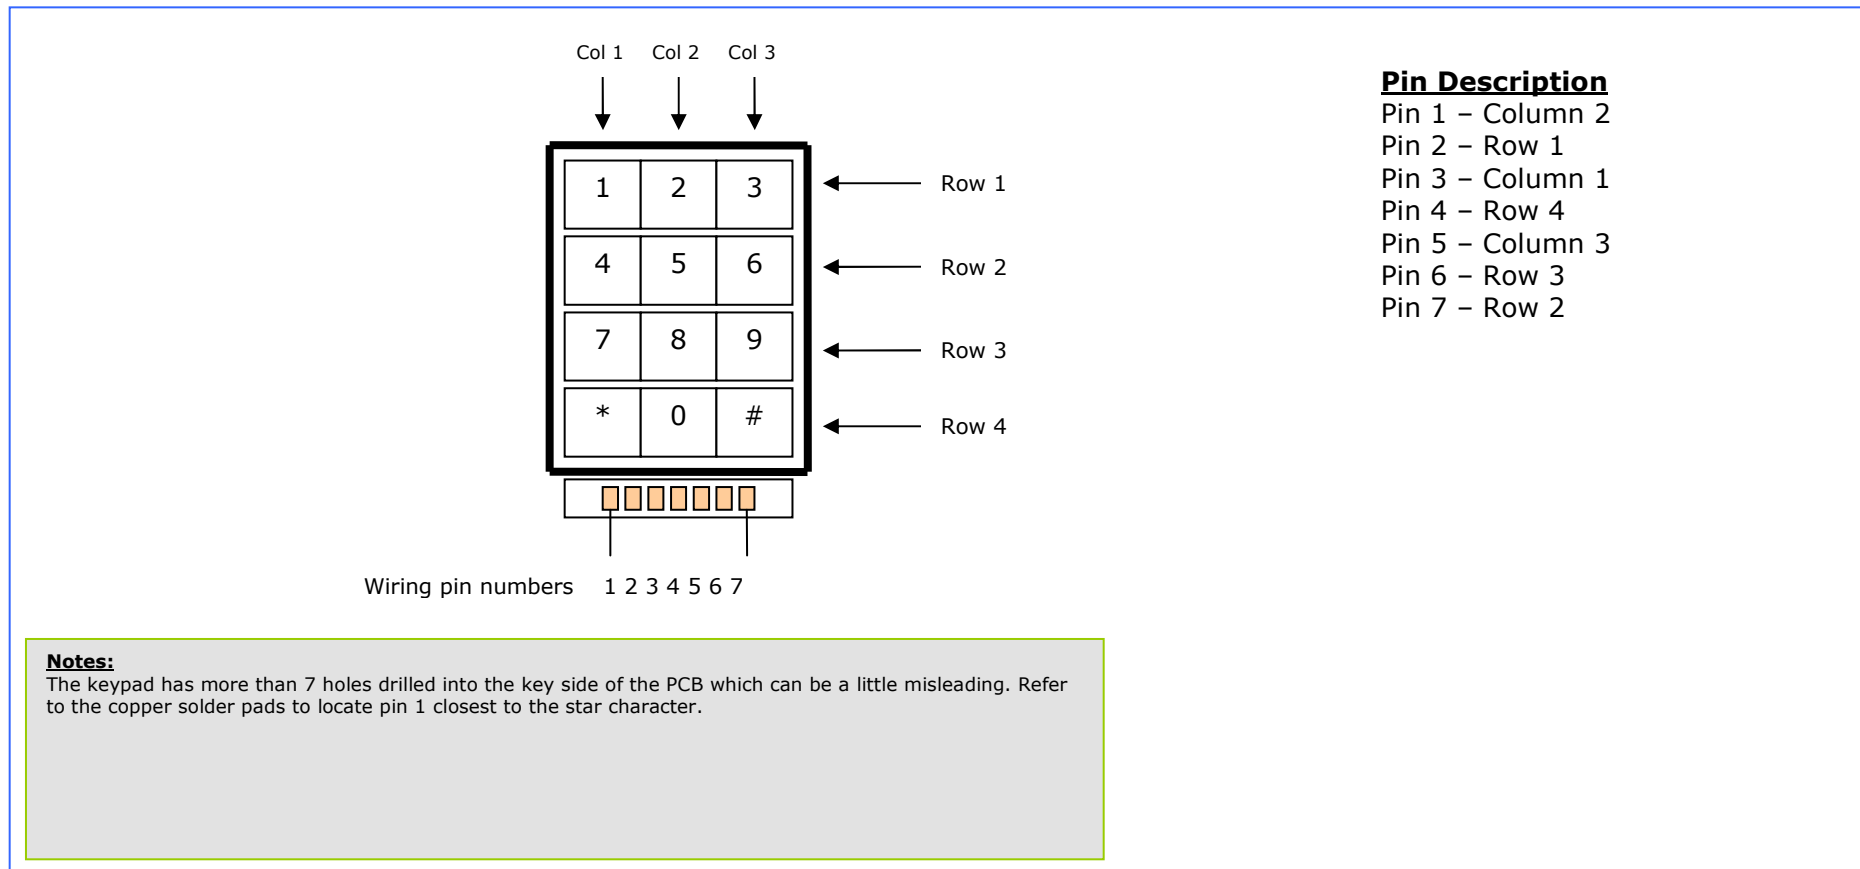 Col 1 Col 2 Col 3
1 2 3 Row 1
4 5 6 Row 2
7 8 9 Row 3
* 0 # Row 4
Wiring pin numbers 1 2 3 4 5 6 7
Pin Description
Pin 1 – Column 2
Pin 2 – Row 1
Pin 3 – Column 1
Pin 4 – Row 4
Pin 5 – Column 3
Pin 6 – Row 3
Pin 7 – Row 2
Notes:
The keypad has more than 7 holes drilled into the key side of the PCB which can be a little misleading. Refer
to the copper solder pads to locate pin 1 closest to the star character.